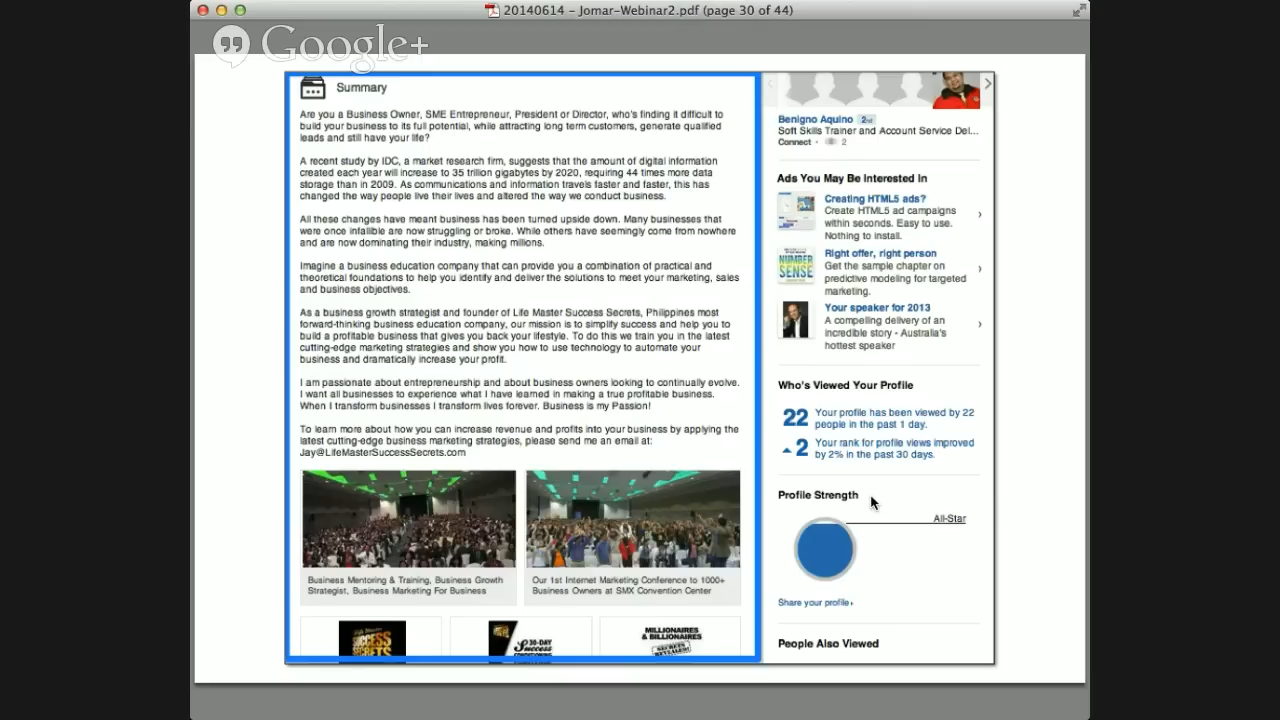 20140614 – Jomar-Webinar2.pdf (page 30 of 44)
Google+
Summary
Are you a Business Owner, SME Entrepreneur, President or Director, who's finding it difficult to
build your business to its full potential, while attracting long term customers, generate qualified
leads and still have your life?
A recent study by IDC, a market research firm, suggests that the amount of digital information
created each year will increase to 35 trillion gigabytes by 2020, requiring 44 times more data
storage than in 2009. As communications and information travels faster and faster, this has
changed the way people live their lives and altered the way we conduct business.
All these changes have meant business has been turned upside down. Many businesses that
were once infallible are now struggling or broke. While others have seemingly come from nowhere
and are now dominating their industry, making millions.
Imagine a business education company that can provide you a combination of practical and
theoretical foundations to help you identify and deliver the solutions to meet your marketing, sales
and business objectives.
As a business growth strategist and founder of Life Master Success Secrets, Philippines most
forward-thinking business education company, our mission is to simplify success and help you to
build a profitable business that gives you back your lifestyle. To do this we train you in the latest
cutting-edge marketing strategies and show you how to use technology to automate your
business and dramatically increase your profit.
I am passionate about entrepreneurship and about business owners looking to continually evolve.
I want all businesses to experience what I have learned in making a true profitable business.
When I transform businesses I transform lives forever. Business is my Passion!
To learn more about how you can increase revenue and profits into your business by applying the
latest cutting-edge business marketing strategies, please send me an email at:
Jay@LifeMasterSuccessSecrets.com
Business Mentoring & Training, Business Growth
Strategist, Business Marketing For Business
Our 1st Internet Marketing Conference to 1000+
Business Owners at SMX Convention Center
SUCCESS
SECRETS
30-DAY
Success
MILLIONAIRES
& BILLIONAIRES
SECRETS
Benigno Aquino 2nd
Soft Skills Trainer and Account Service Del...
Connect • 2
Ads You May Be Interested In
Creating HTML5 ads?
Create HTML5 ad campaigns
within seconds. Easy to use.
Nothing to install.
NUMBER
SENSE
Right offer, right person
Get the sample chapter on
predictive modeling for targeted
marketing.
Your speaker for 2013
A compelling delivery of an
incredible story - Australia's
hottest speaker
Who's Viewed Your Profile
22 Your profile has been viewed by 22
people in the past 1 day.
2 Your rank for profile views improved
by 2% in the past 30 days.
Profile Strength
All-Star
Share your profile
People Also Viewed